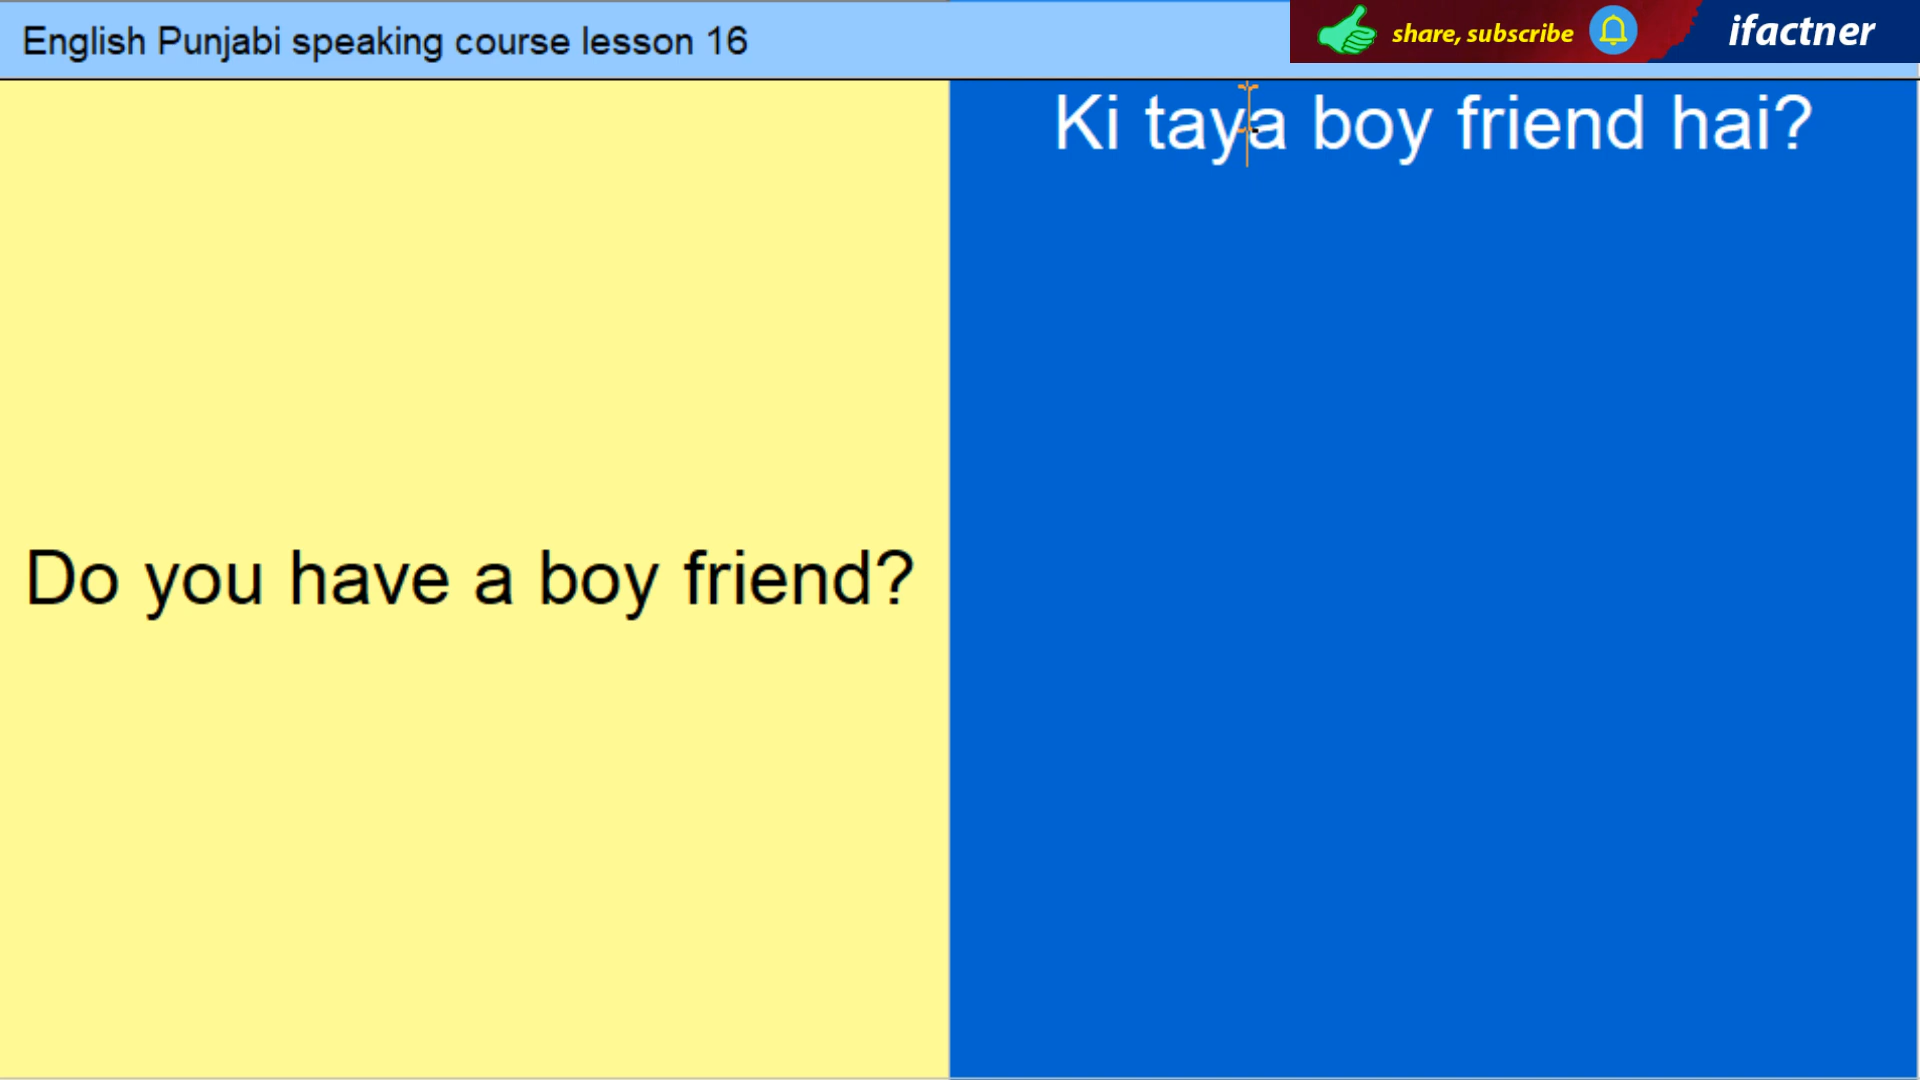 English Punjabi speaking course lesson 16
share, subscribe
ifactner
Do you have a boy friend?
Ki taya boy friend hai?